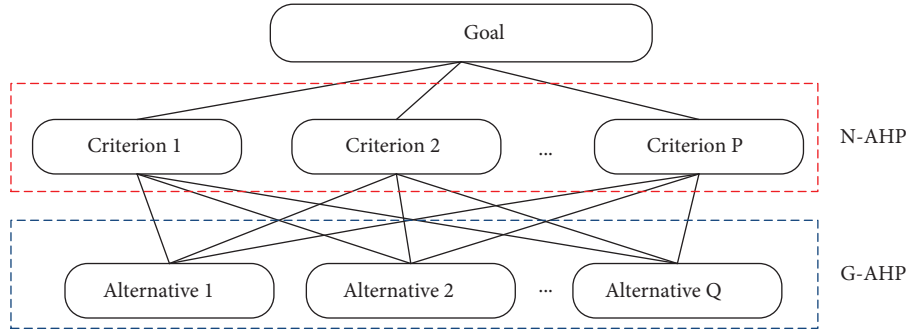 Goal
Criterion 1
Criterion 2
...
Criterion P
N-AHP
Alternative 1
Alternative 2
...
Alternative Q
G-AHP